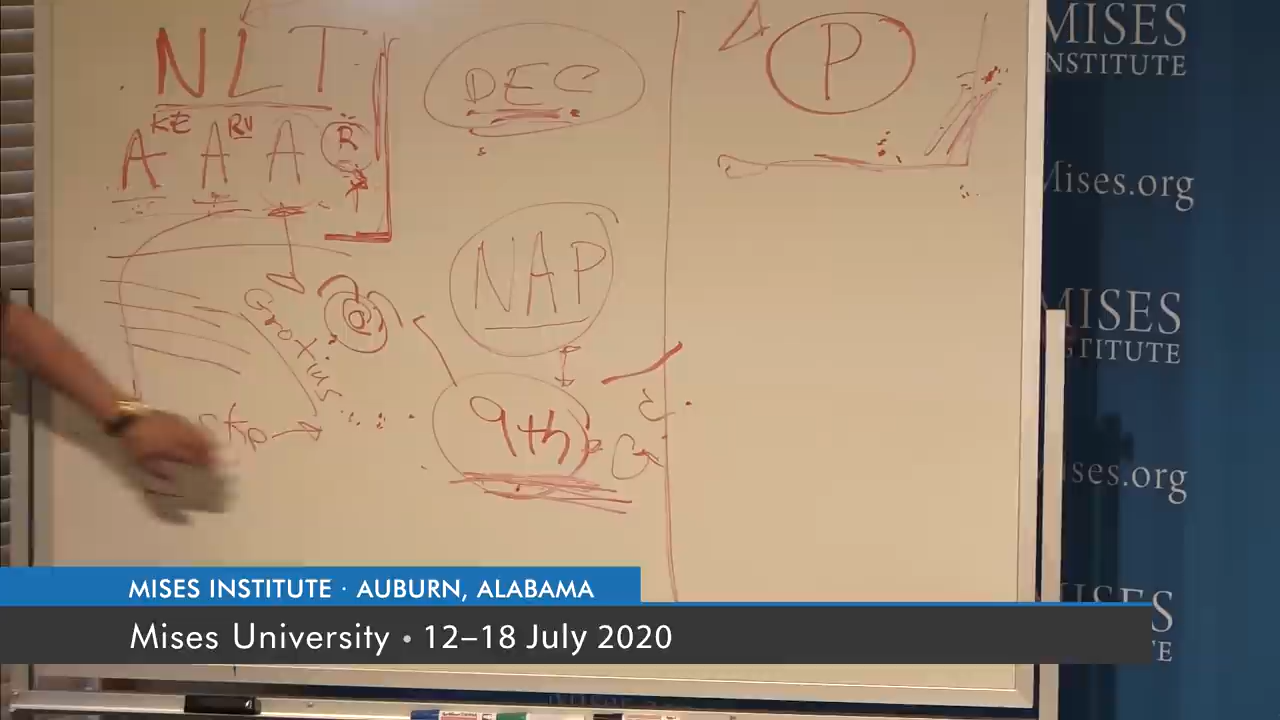 NLT
KE RU
A A A R
Grotius
DEC
NAP
9th
P
MISES
INSTITUTE
Mises.org
MISES
INSTITUTE
Mises.org
MISES INSTITUTE · AUBURN, ALABAMA
Mises University • 12–18 July 2020